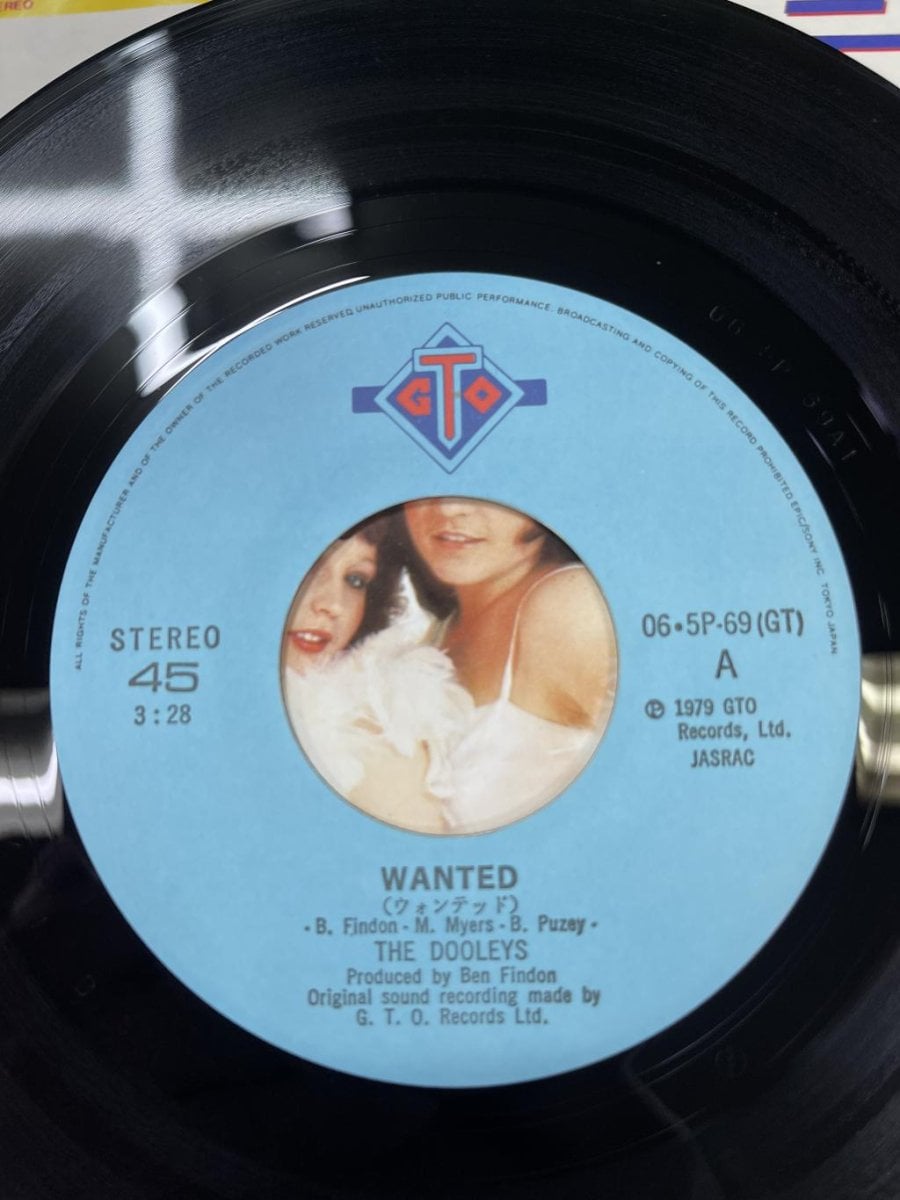 ALL RIGHTS OF THE MANUFACTURER AND OF THE OWNER OF THE RECORDED WORK RESERVED. UNAUTHORIZED PUBLIC PERFORMANCE. BROADCASTING AND COPYING OF THIS RECORD PROHIBITED EPIC/SONY INC. TOKYO JAPAN
GTO
STEREO
45
3:28
06•5P-69(GT)
A
Ⓟ 1979 GTO
Records, Ltd.
JASRAC
WANTED
(ウォンテッド)
・B. Findon・M. Myers・B. Puzey・
THE DOOLEYS
Produced by Ben Findon
Original sound recording made by
G. T. O. Records Ltd.